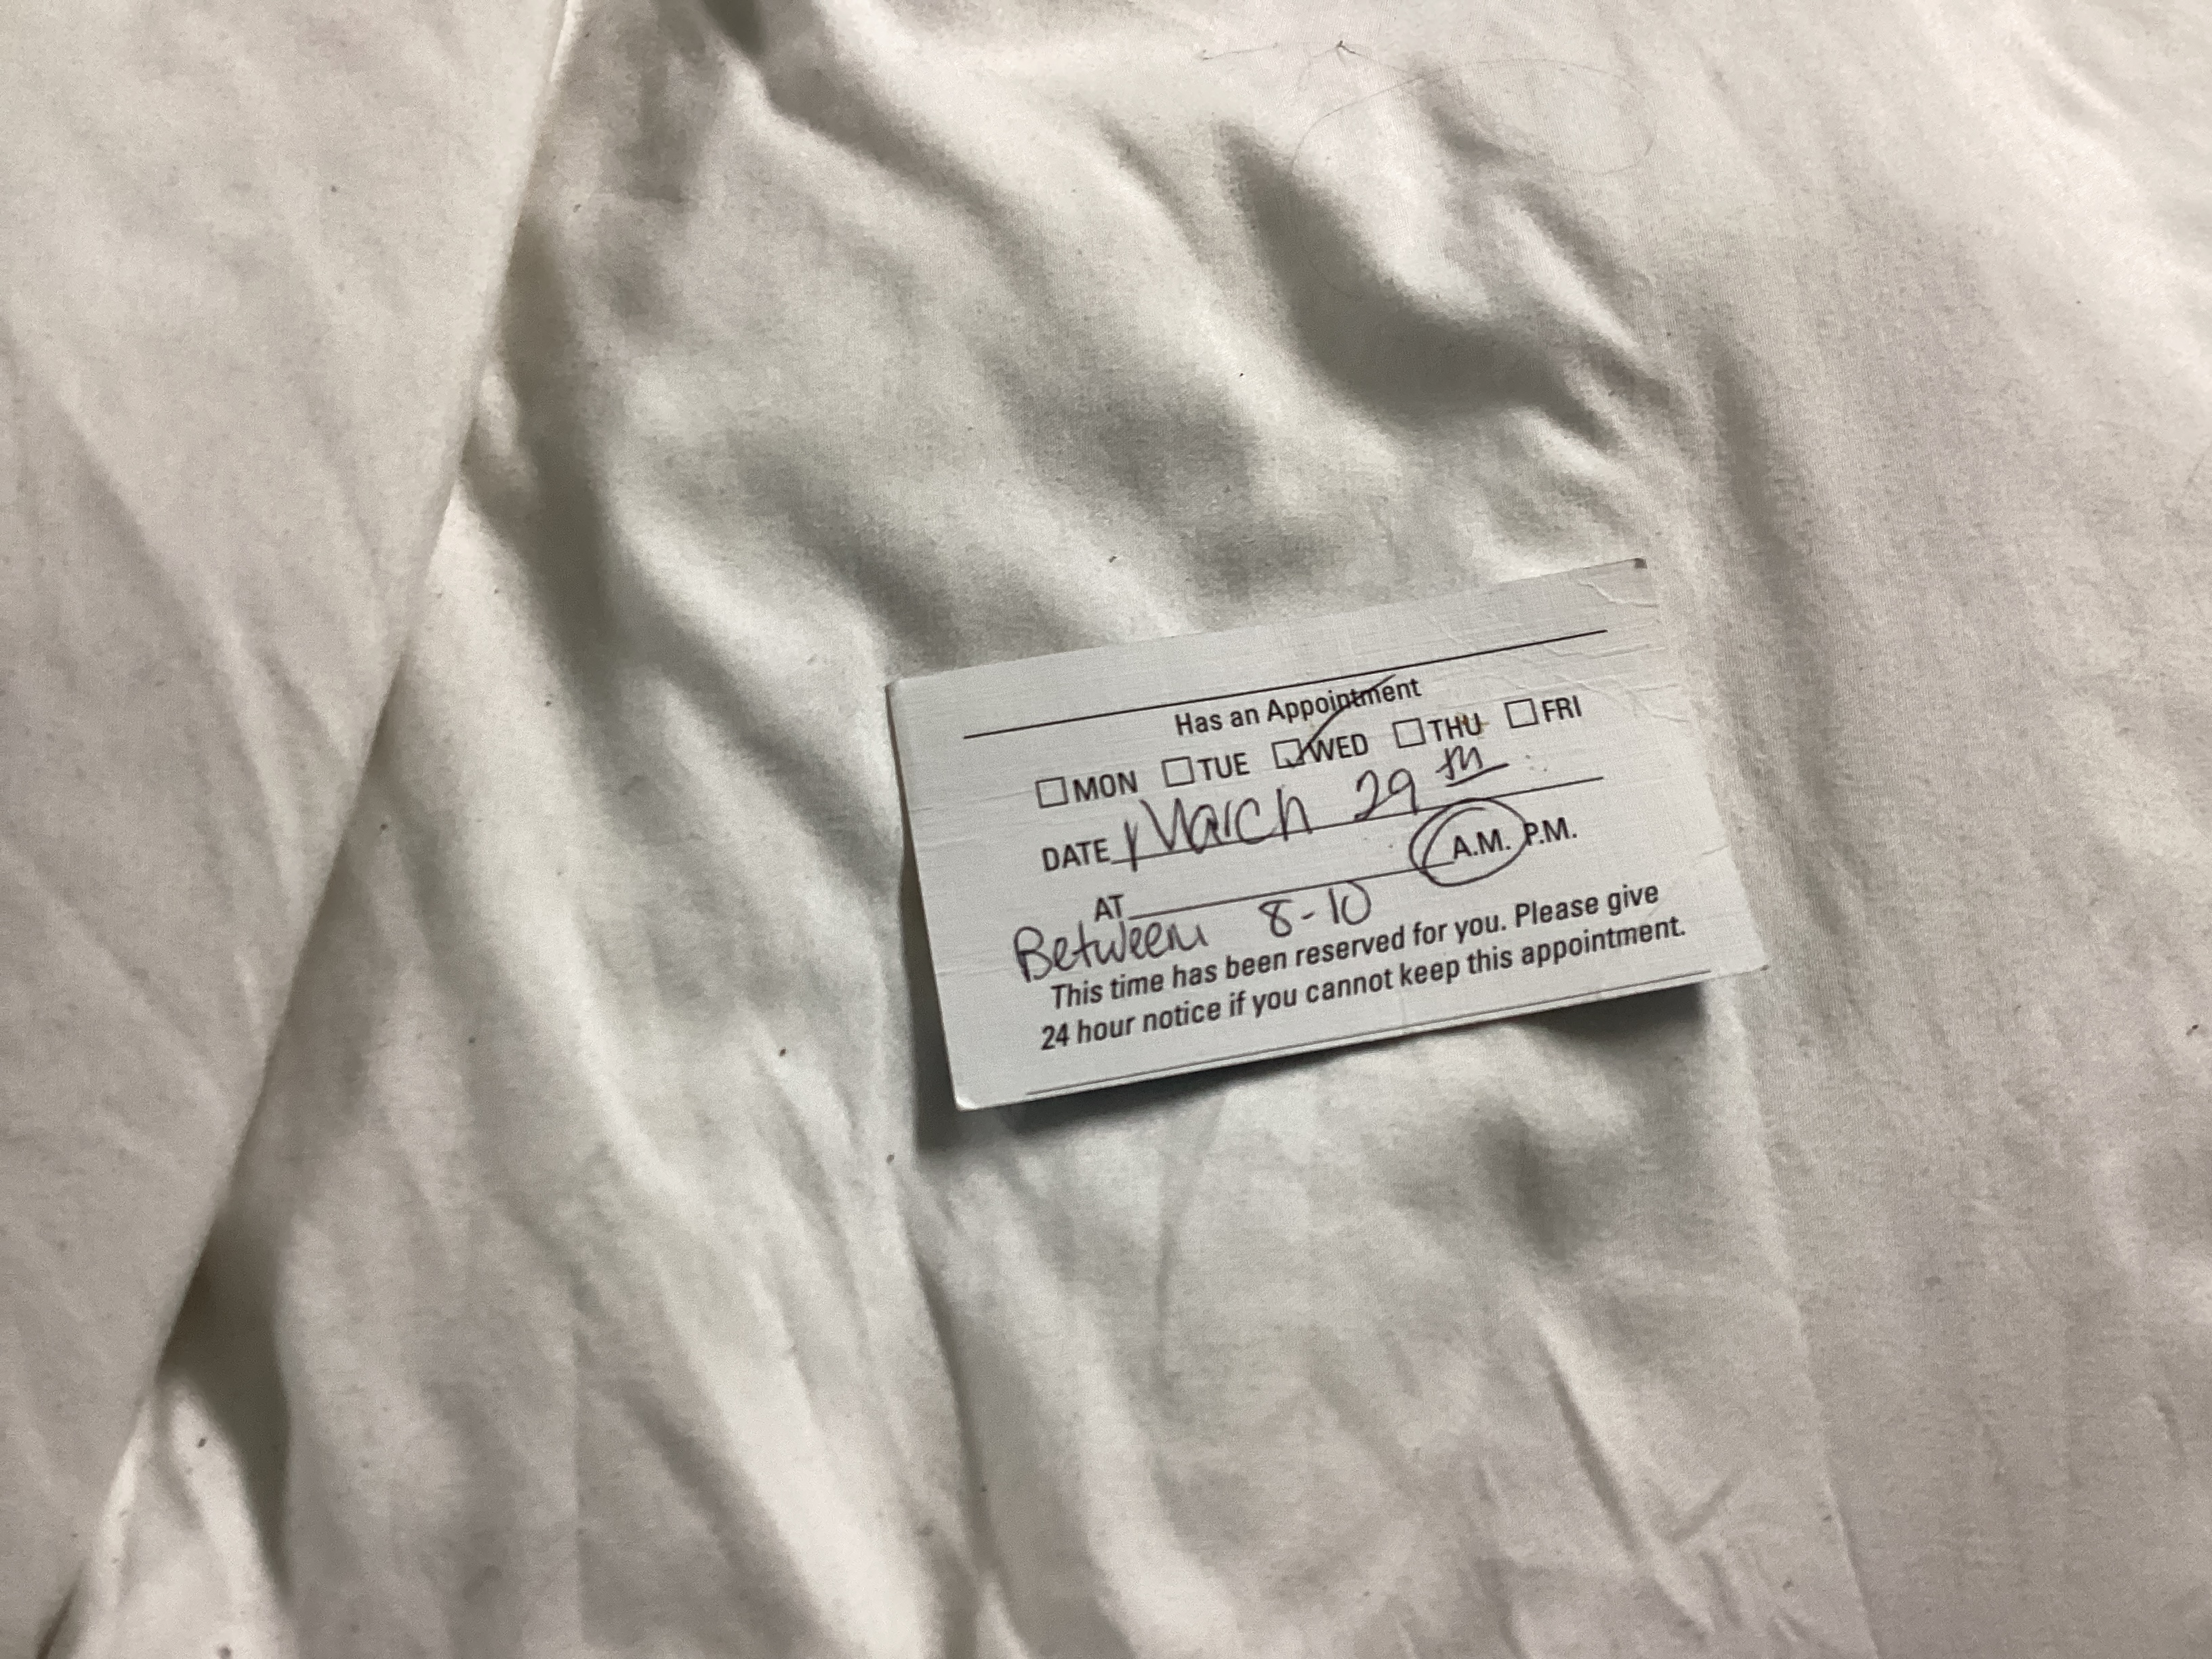 Has an Appointment
MON TUE WED THU FRI
DATE March 29th
AT A.M. P.M.
Between 8-10
This time has been reserved for you. Please give
24 hour notice if you cannot keep this appointment.